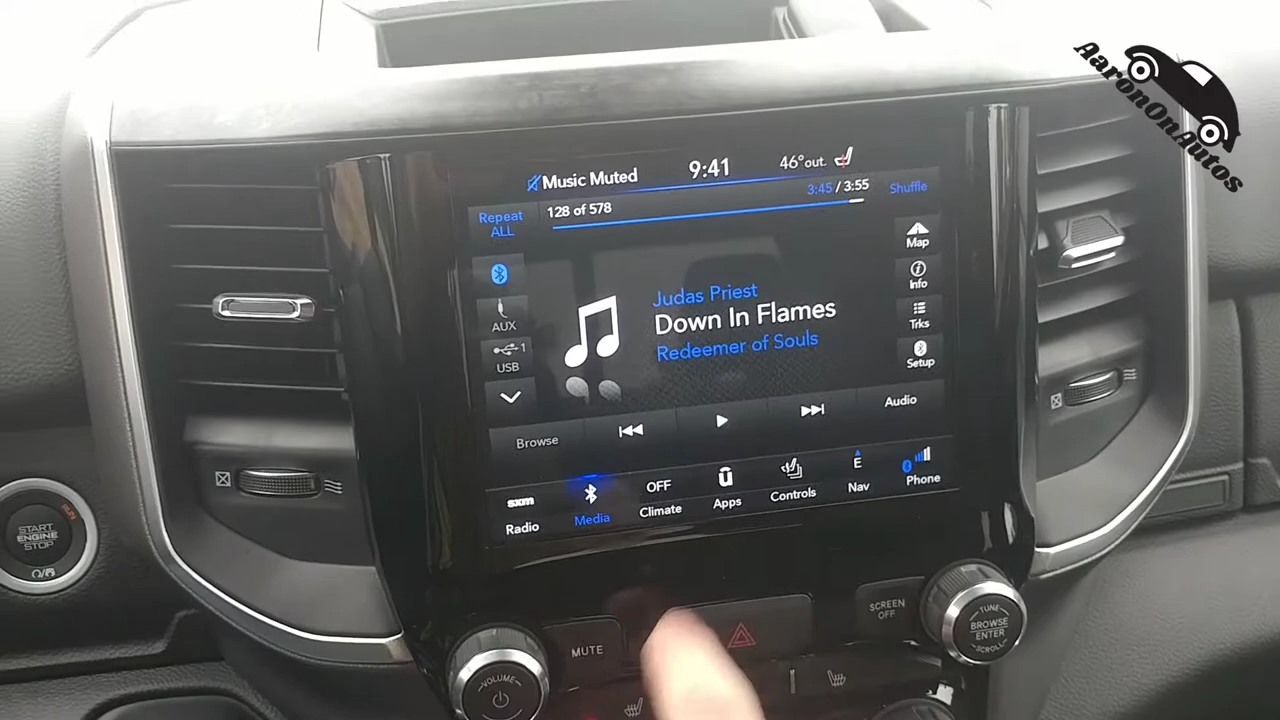 AaronOnAutos
Music Muted
9:41
46°out.
Repeat
ALL
128 of 578
3:45 / 3:55
Shuffle
AUX
1
USB
Judas Priest
Down In Flames
Redeemer of Souls
Map
Info
Trks
Setup
Browse
Audio
sxm
Radio
Media
OFF
Climate
Apps
Controls
E
Nav
Phone
RUN
START
ENGINE
STOP
MUTE
VOLUME
SCREEN
OFF
TUNE
BROWSE
ENTER
SCROLL